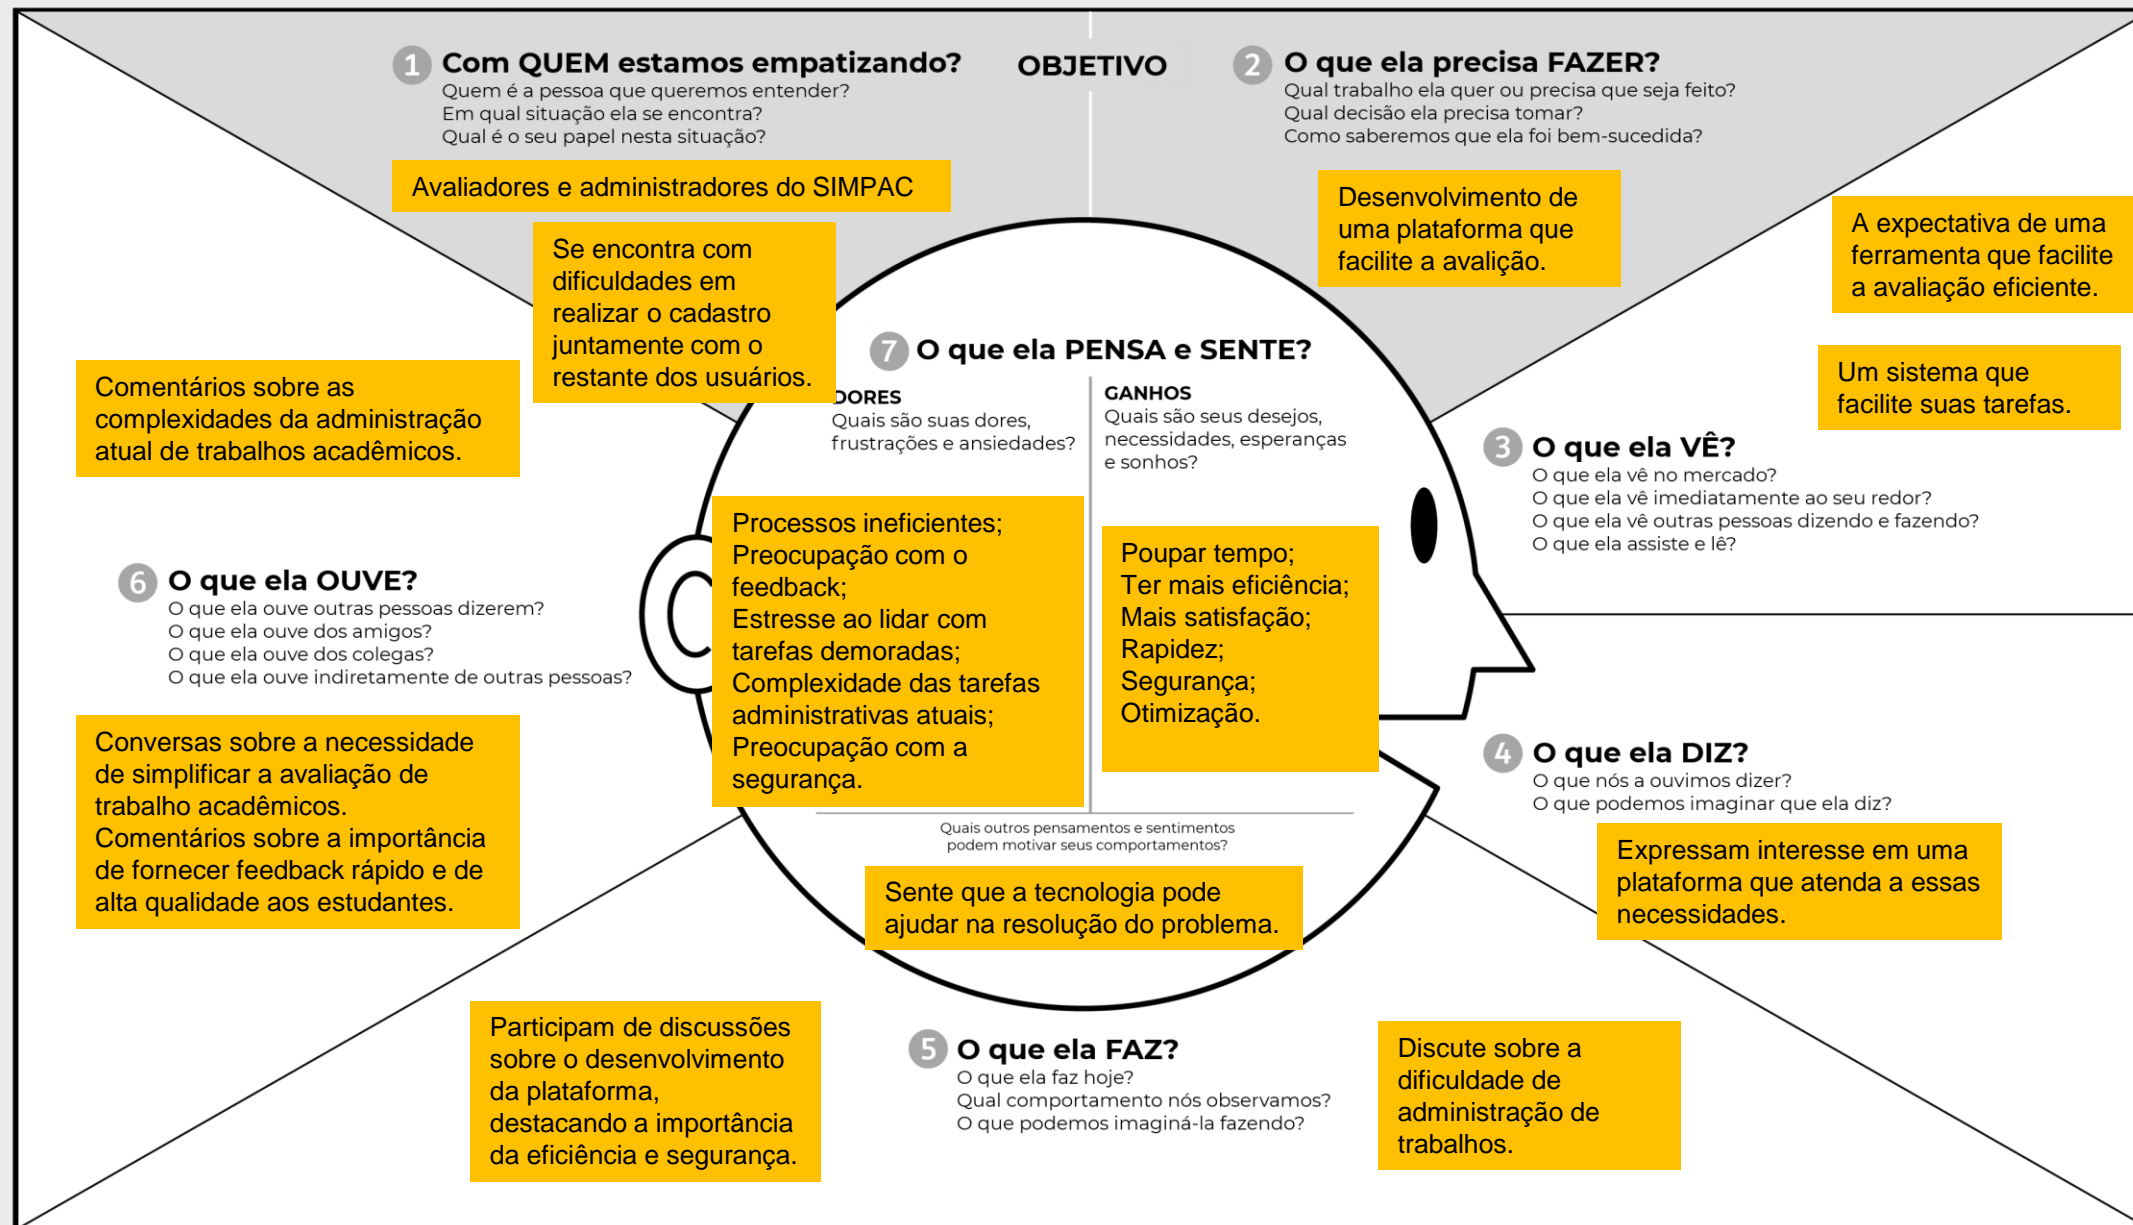 1 Com QUEM estamos empatizando?
Quem é a pessoa que queremos entender?
Em qual situação ela se encontra?
Qual é o seu papel nesta situação?
Avaliadores e administradores do SIMPAC
Se encontra com
dificuldades em
realizar o cadastro
juntamente com o
restante dos usuários.
OBJETIVO
2 O que ela precisa FAZER?
Qual trabalho ela quer ou precisa que seja feito?
Qual decisão ela precisa tomar?
Como saberemos que ela foi bem-sucedida?
Desenvolvimento de
uma plataforma que
facilite a avalição.
A expectativa de uma
ferramenta que facilite
a avaliação eficiente.
Um sistema que
facilite suas tarefas.
3 O que ela VÊ?
O que ela vê no mercado?
O que ela vê imediatamente ao seu redor?
O que ela vê outras pessoas dizendo e fazendo?
O que ela assiste e lê?
4 O que ela DIZ?
O que nós a ouvimos dizer?
O que podemos imaginar que ela diz?
Expressam interesse em uma
plataforma que atenda a essas
necessidades.
5 O que ela FAZ?
O que ela faz hoje?
Qual comportamento nós observamos?
O que podemos imaginá-la fazendo?
Participam de discussões
sobre o desenvolvimento
da plataforma,
destacando a importância
da eficiência e segurança.
Discute sobre a
dificuldade de
administração de
trabalhos.
Comentários sobre as
complexidades da administração
atual de trabalhos acadêmicos.
6 O que ela OUVE?
O que ela ouve outras pessoas dizerem?
O que ela ouve dos amigos?
O que ela ouve dos colegas?
O que ela ouve indiretamente de outras pessoas?
Conversas sobre a necessidade
de simplificar a avaliação de
trabalho acadêmicos.
Comentários sobre a importância
de fornecer feedback rápido e de
alta qualidade aos estudantes.
7 O que ela PENSA e SENTE?
DORES
Quais são suas dores,
frustrações e ansiedades?
Processos ineficientes;
Preocupação com o
feedback;
Estresse ao lidar com
tarefas demoradas;
Complexidade das tarefas
administrativas atuais;
Preocupação com a
segurança.
GANHOS
Quais são seus desejos,
necessidades, esperanças
e sonhos?
Poupar tempo;
Ter mais eficiência;
Mais satisfação;
Rapidez;
Segurança;
Otimização.
Quais outros pensamentos e sentimentos
podem motivar seus comportamentos?
Sente que a tecnologia pode
ajudar na resolução do problema.